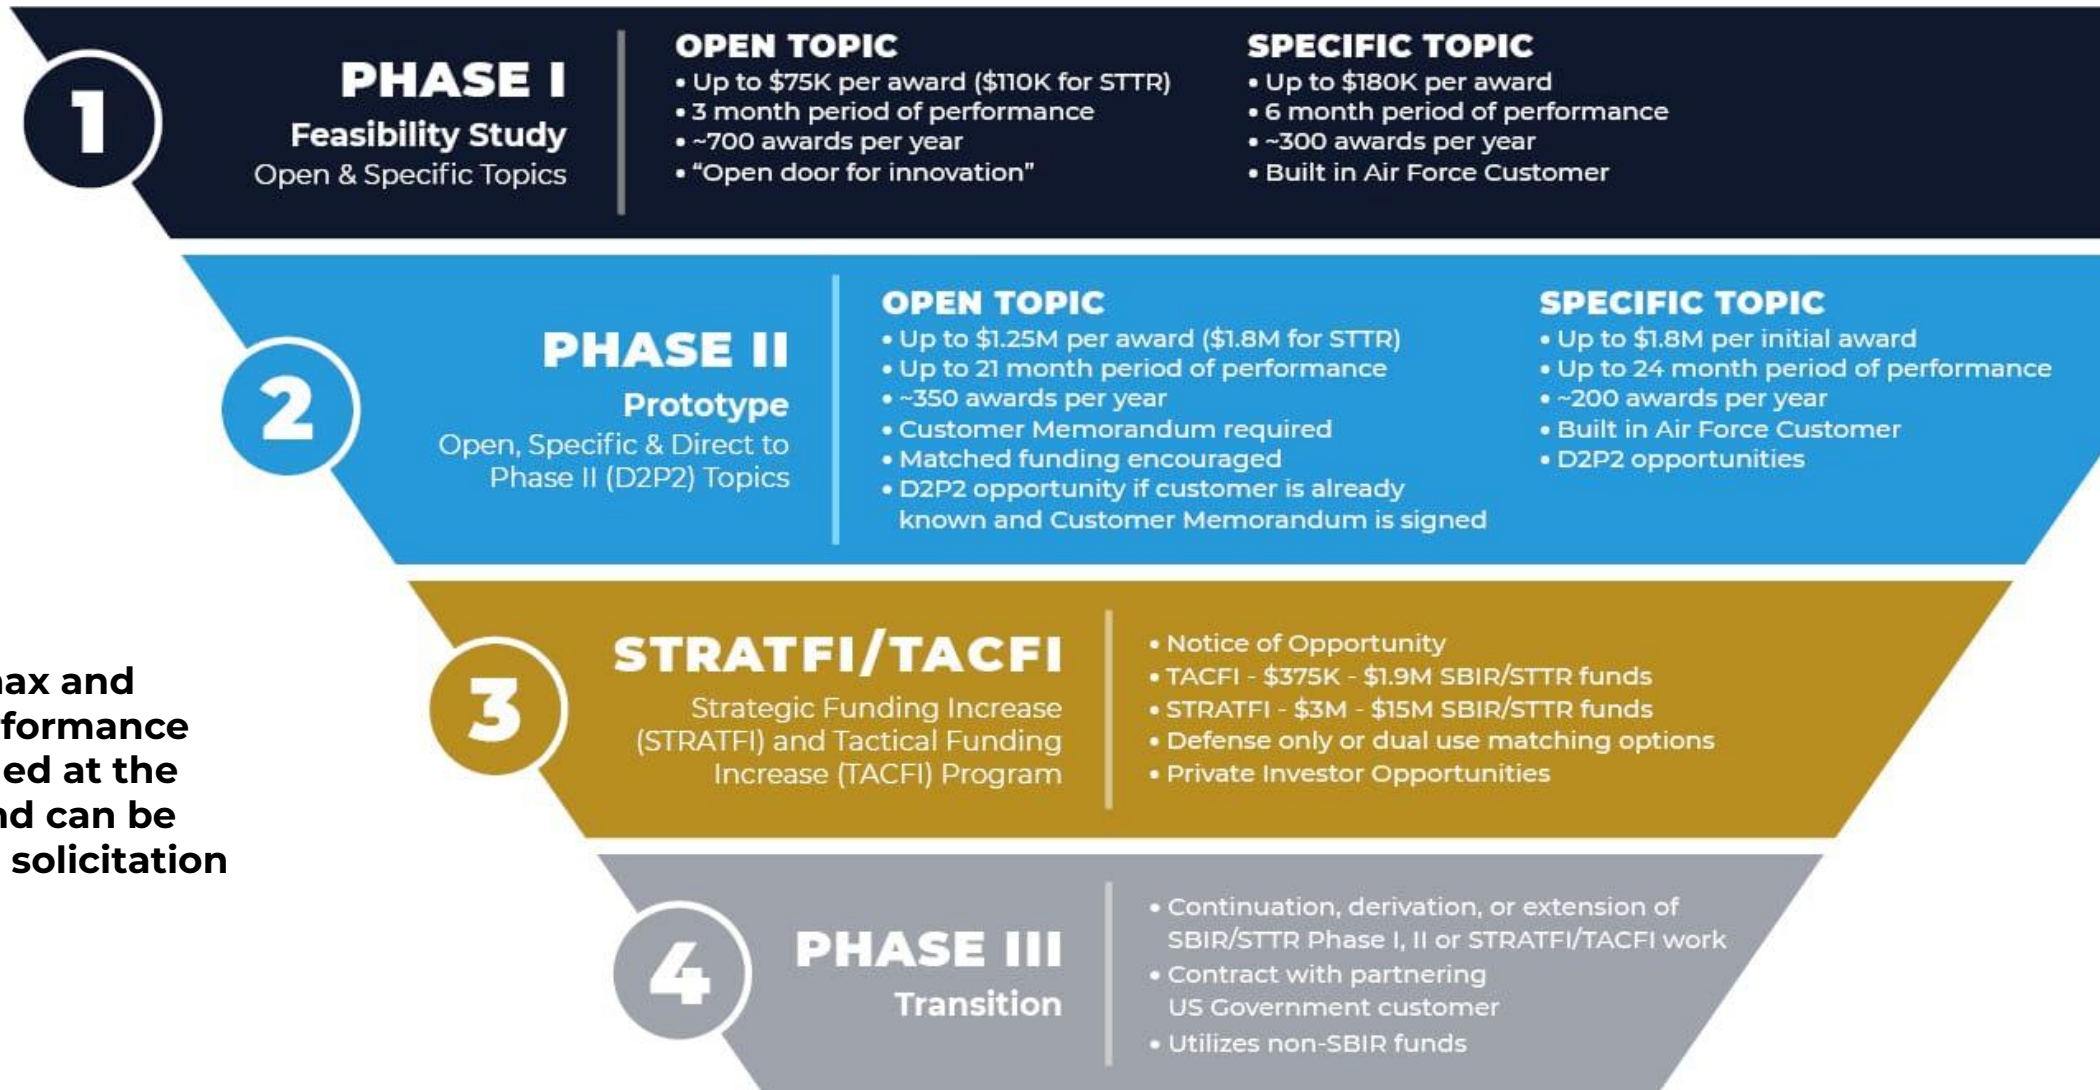 1
PHASE I
Feasibility Study
Open & Specific Topics
OPEN TOPIC
• Up to $75K per award ($110K for STTR)
• 3 month period of performance
• ~700 awards per year
• “Open door for innovation”
SPECIFIC TOPIC
• Up to $180K per award
• 6 month period of performance
• ~300 awards per year
• Built in Air Force Customer
2
PHASE II
Prototype
Open, Specific & Direct to
Phase II (D2P2) Topics
OPEN TOPIC
• Up to $1.25M per award ($1.8M for STTR)
• Up to 21 month period of performance
• ~350 awards per year
• Customer Memorandum required
• Matched funding encouraged
• D2P2 opportunity if customer is already
known and Customer Memorandum is signed
SPECIFIC TOPIC
• Up to $1.8M per initial award
• Up to 24 month period of performance
• ~200 awards per year
• Built in Air Force Customer
• D2P2 opportunities
and
ed at the
can be
solicitation
3
STRATFI/TACFI
Strategic Funding Increase
(STRATFI) and Tactical Funding
Increase (TACFI) Program
• Notice of Opportunity
• TACFI - $375K - $1.9M SBIR/STTR funds
• STRATFI - $3M - $15M SBIR/STTR funds
• Defense only or dual use matching options
• Private Investor Opportunities
4
PHASE III
Transition
• Continuation, derivation, or extension of
SBIR/STTR Phase I, II or STRATFI/TACFI work
• Contract with partnering
US Government customer
• Utilizes non-SBIR funds